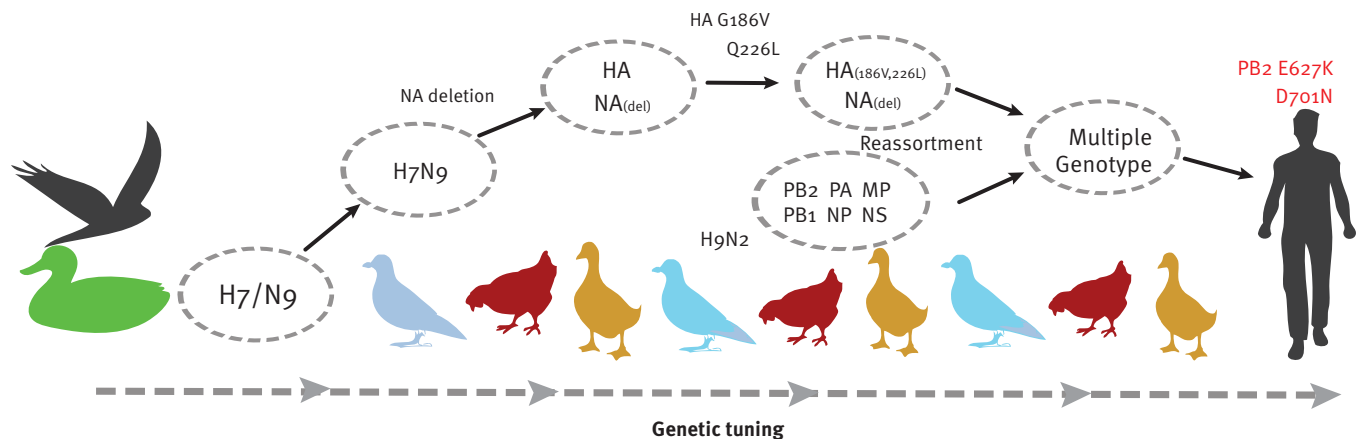 H7/N9
H7N9
NA deletion
HA
NA(del)
HA G186V
Q226L
HA(186V,226L)
NA(del)
Reassortment
PB2 PA MP
PB1 NP NS
H9N2
Multiple
Genotype
PB2 E627K
D701N
Genetic tuning